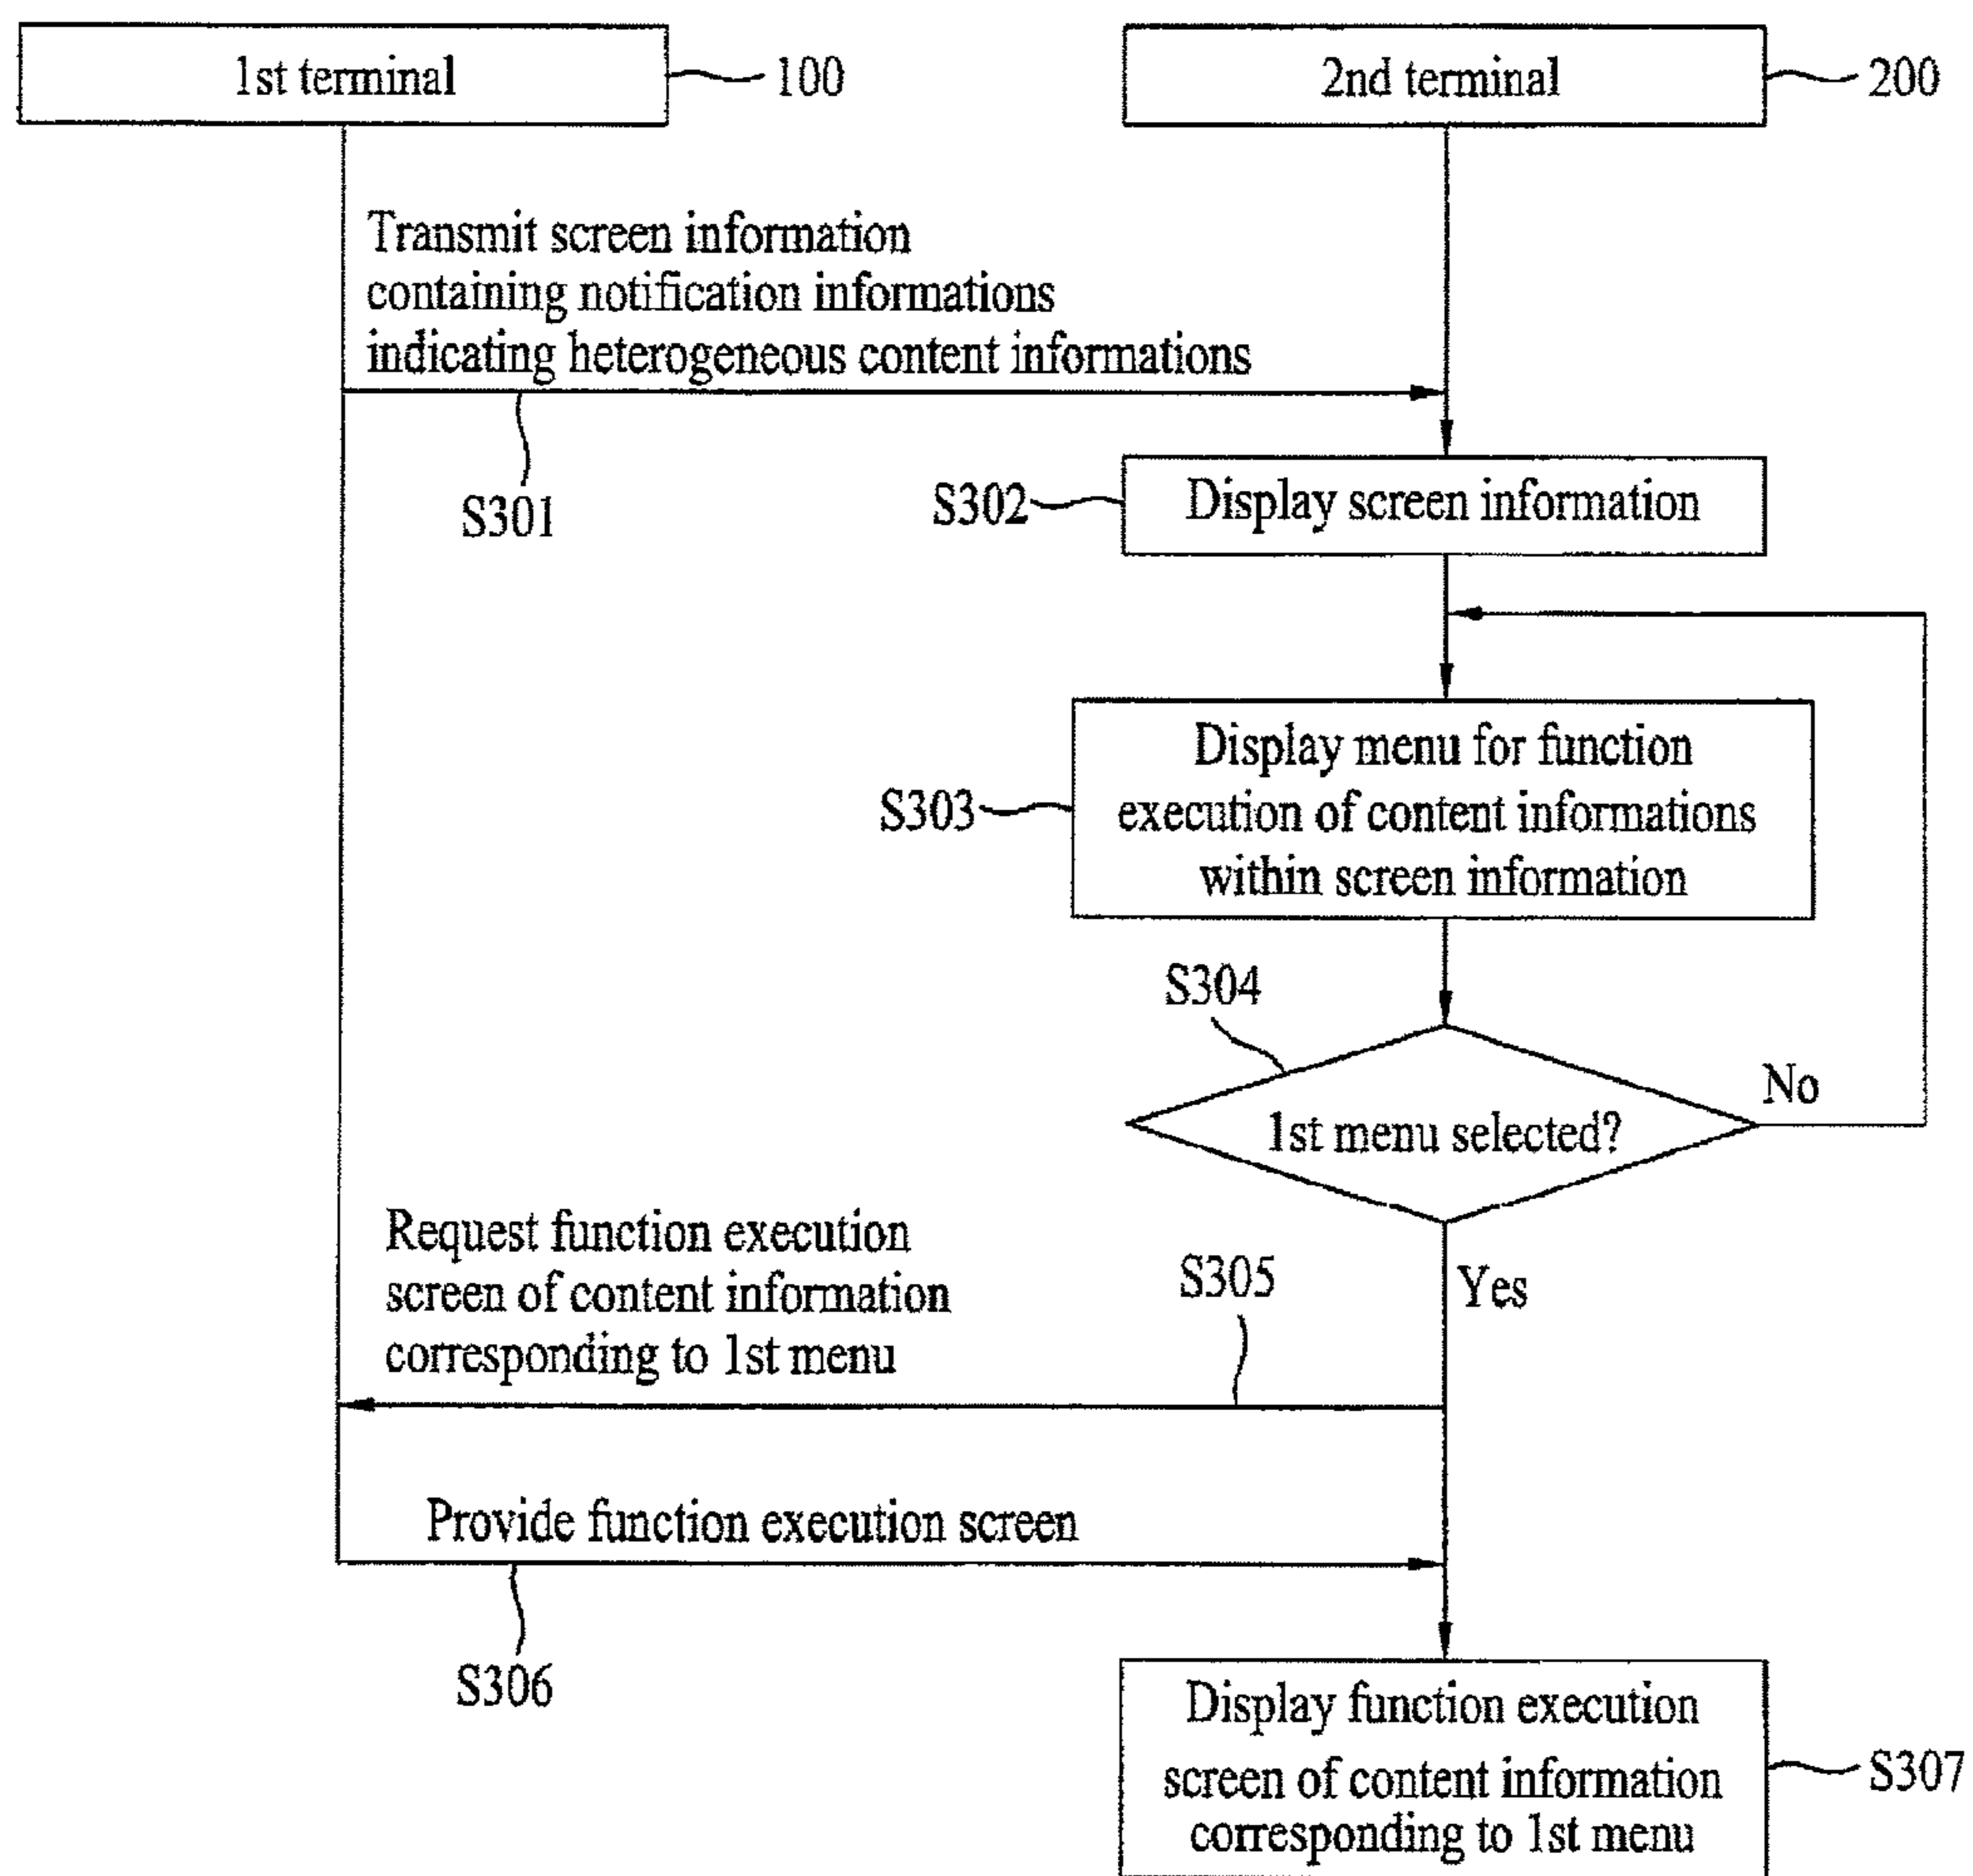 1st terminal
100
2nd terminal
200
Transmit screen information
containing notification informations
indicating heterogeneous content informations
S301
S302
Display screen information
S303
Display menu for function
execution of content informations
within screen information
S304
1st menu selected?
No
Yes
Request function execution
screen of content information
corresponding to 1st menu
S305
Provide function execution screen
S306
Display function execution
screen of content information
corresponding to 1st menu
S307